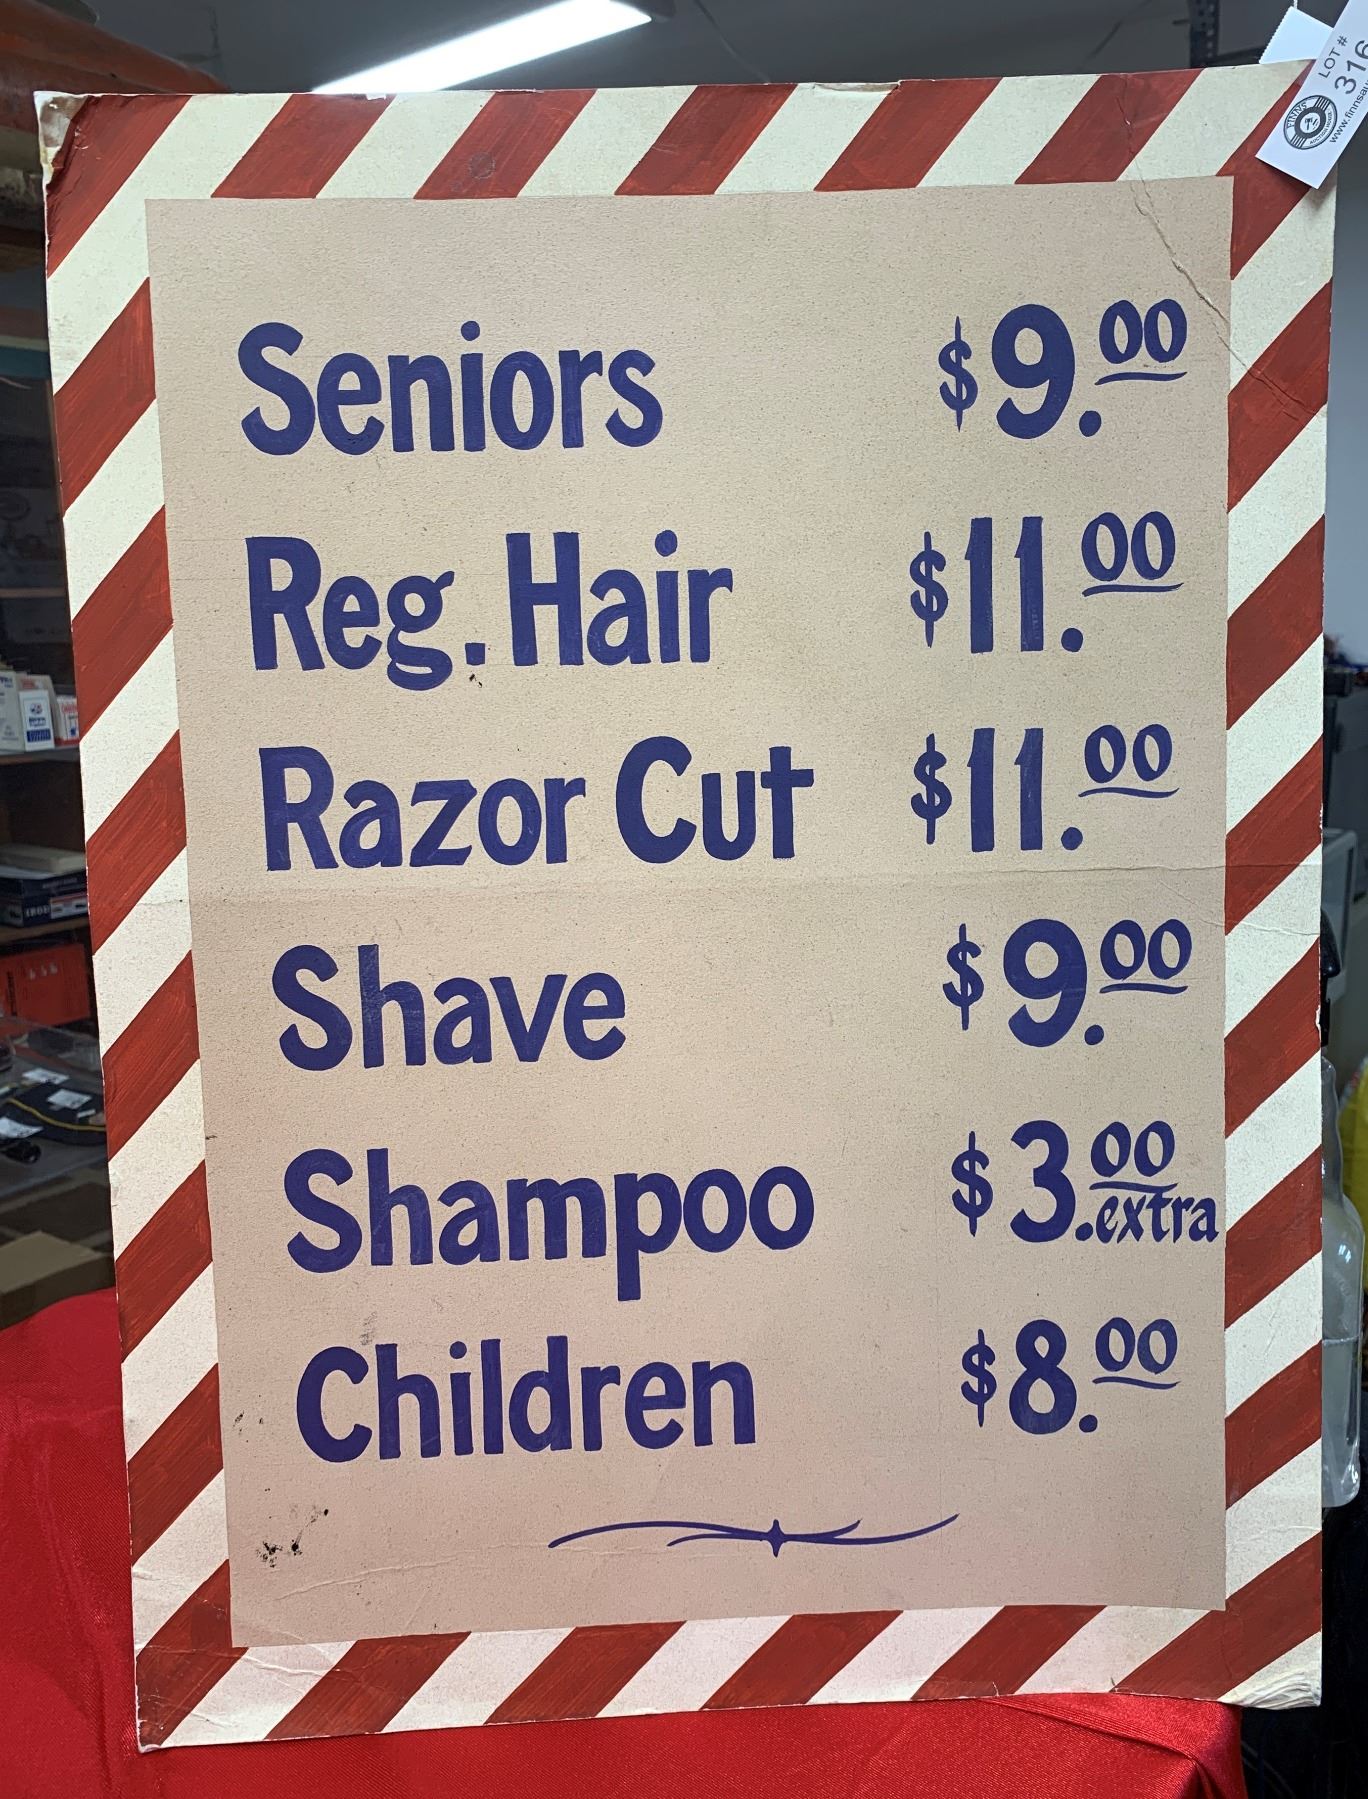 LOT #
316
FINNS
Seniors $9.00
Reg. Hair $11.00
Razor Cut $11.00
Shave $9.00
Shampoo $3.00 extra
Children $8.00